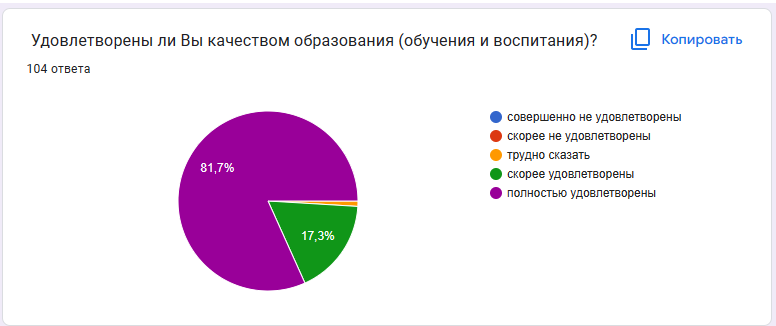 Удовлетворены ли Вы качеством образования (обучения и воспитания)?
Копировать
104 ответа
совершенно не удовлетворены
скорее не удовлетворены
трудно сказать
скорее удовлетворены
полностью удовлетворены
81,7%
17,3%